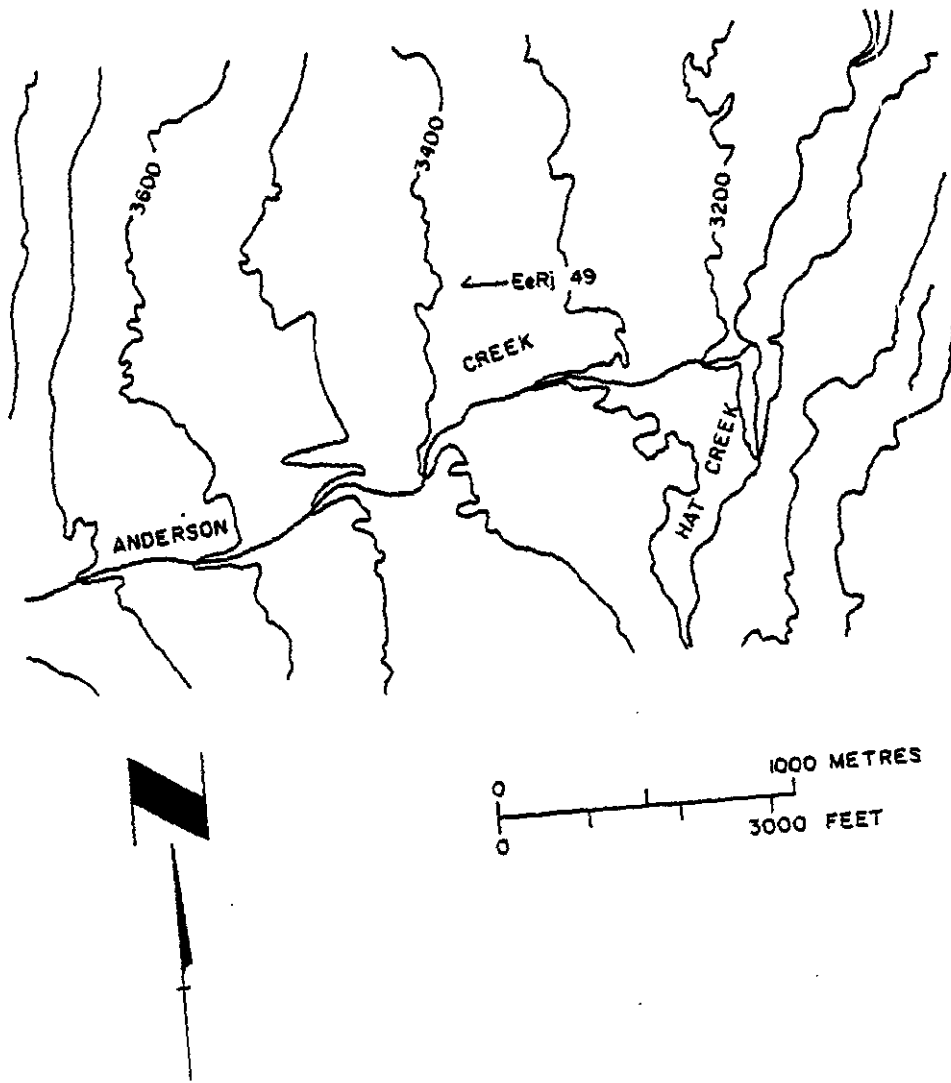 3600
3400
3200
EeRj 49
CREEK
HAT CREEK
ANDERSON
0 1000 METRES
0 3000 FEET